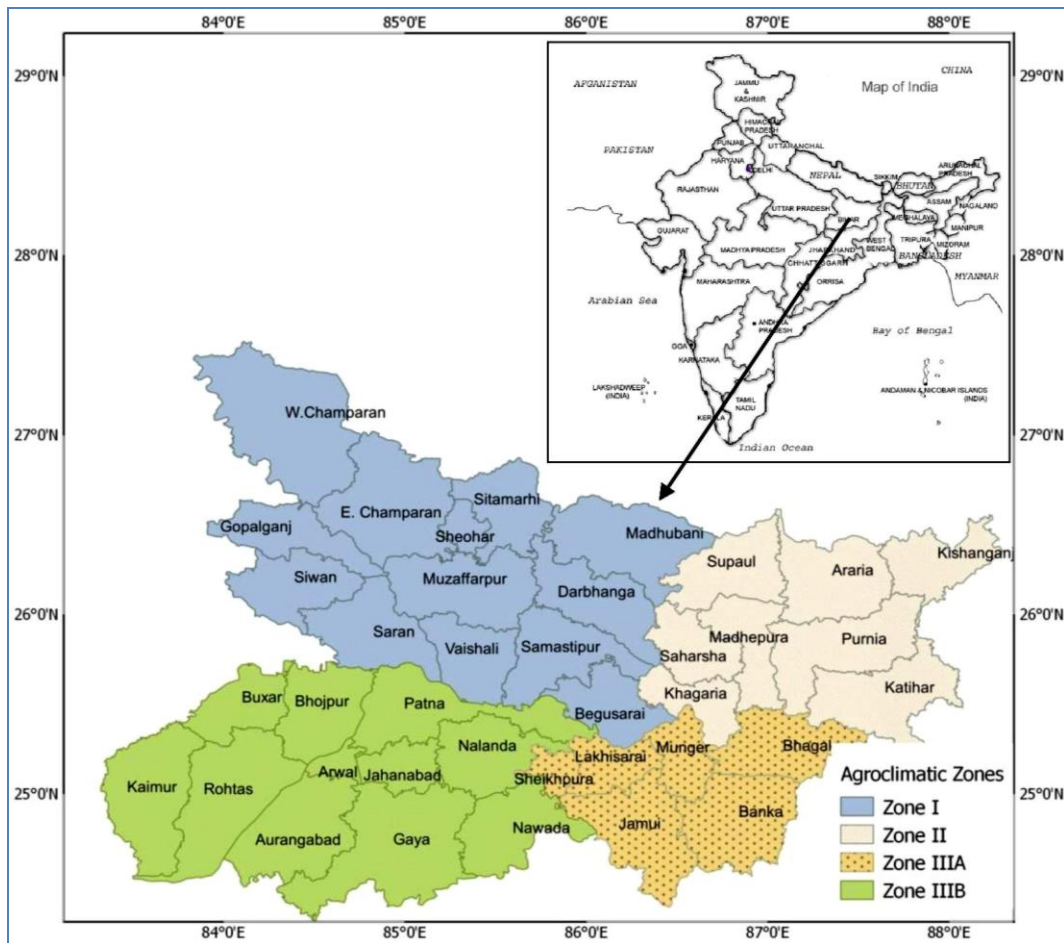 84°0'E 85°0'E 86°0'E 87°0'E 88°0'E
29°0'N
28°0'N
27°0'N
26°0'N
25°0'N
29°0'N
28°0'N
27°0'N
26°0'N
25°0'N
Map of India
CHINA
AFGANISTAN
JAMMU
&
KASHMIR
HIMACHAL
PRADESH
PAKISTAN
PUNJAB
UTTARANCHAL
HARYANA
DELHI
NEPAL
SIKKIM
BHUTAN
ARUNACHAL
PRADESH
RAJASTHAN
UTTAR PRADESH
ASSAM
NAGALAND
BIHAR
MEGHALAYA
MANIPUR
GUJARAT
MADHYA PRADESH
JHARKHAND
WEST
BENGAL
TRIPURA
MIZORAM
BANGLADESH
CHHATTISGARH
MYANMAR
MAHARASHTRA
ORRISA
Arabian Sea
ANDHRA
PRADESH
Bay of Bengal
GOA
KARNATAKA
LAKSHADWEEP
(INDIA)
ANDAMAN & NICOBAR ISLANDS
(INDIA)
TAMIL
NADU
KERALA
Indian Ocean
W.Champaran
Sitamarhi
E. Champaran
Gopalganj
Sheohar
Madhubani
Siwan
Muzaffarpur
Darbhanga
Saran
Vaishali
Samastipur
Begusarai
Supaul
Araria
Kishanganj
Madhepura
Purnia
Saharsha
Khagaria
Katihar
Buxar
Bhojpur
Patna
Nalanda
Kaimur
Rohtas
Arwal
Jahanabad
Sheikhpura
Lakhisarai
Munger
Bhagal
Aurangabad
Gaya
Nawada
Jamui
Banka
Agroclimatic Zones
Zone I
Zone II
Zone IIIA
Zone IIIB
84°0'E 85°0'E 86°0'E 87°0'E 88°0'E